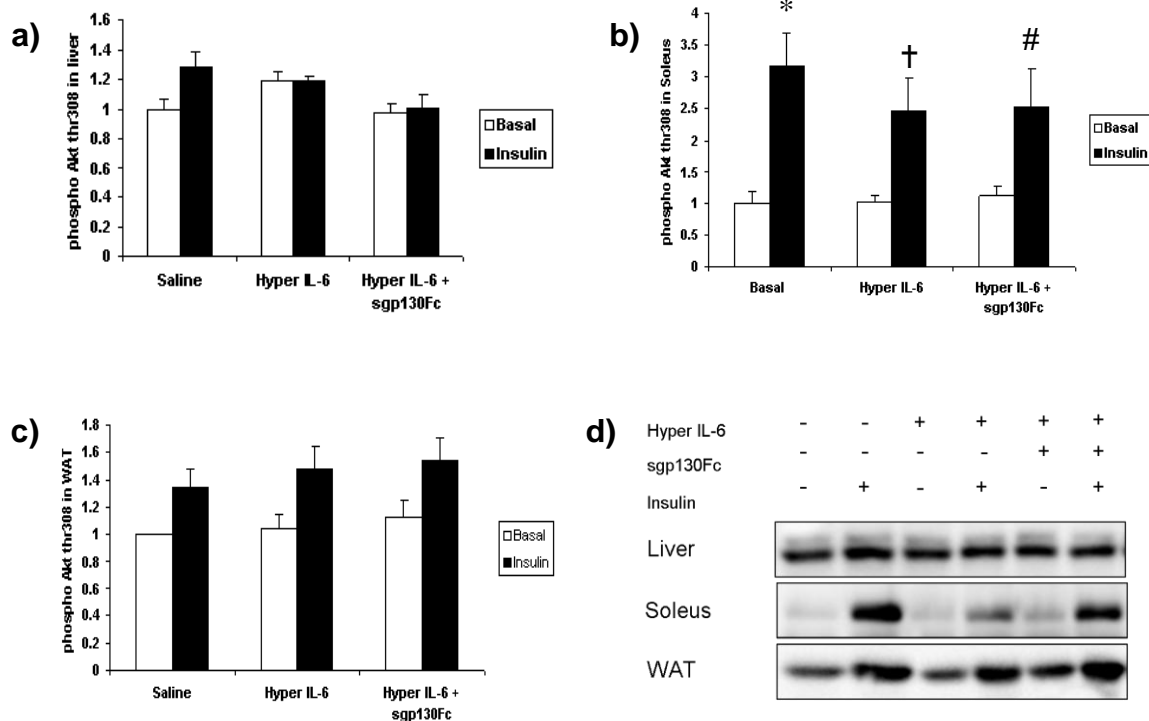 a)
phospho Akt thr308 in liver
1.6
1.4
1.2
1
0.8
0.6
0.4
0.2
0
Saline
Hyper IL-6
Hyper IL-6 +
sgp130Fc
Basal
Insulin
b)
phospho Akt thr308 in Soleus
4
3.5
3
2.5
2
1.5
1
0.5
0
*
†
#
Basal
Hyper IL-6
Hyper IL-6 +
sgp130Fc
Basal
Insulin
c)
phospho Akt thr308 in WAT
1.8
1.6
1.4
1.2
1
0.8
0.6
0.4
0.2
0
Saline
Hyper IL-6
Hyper IL-6 +
sgp130Fc
Basal
Insulin
d)
Hyper IL-6 - - + + + +
sgp130Fc - - - - + +
Insulin - + - + - +
Liver
Soleus
WAT